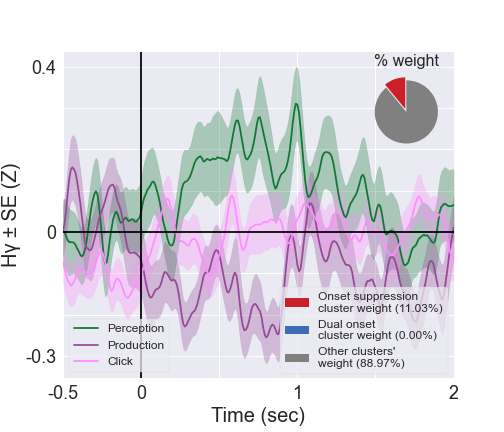 % weight
0.4
0
-0.3
Hγ ± SE (Z)
Perception
Production
Click
Onset suppression
cluster weight (11.03%)
Dual onset
cluster weight (0.00%)
Other clusters'
weight (88.97%)
-0.5
0
1
2
Time (sec)